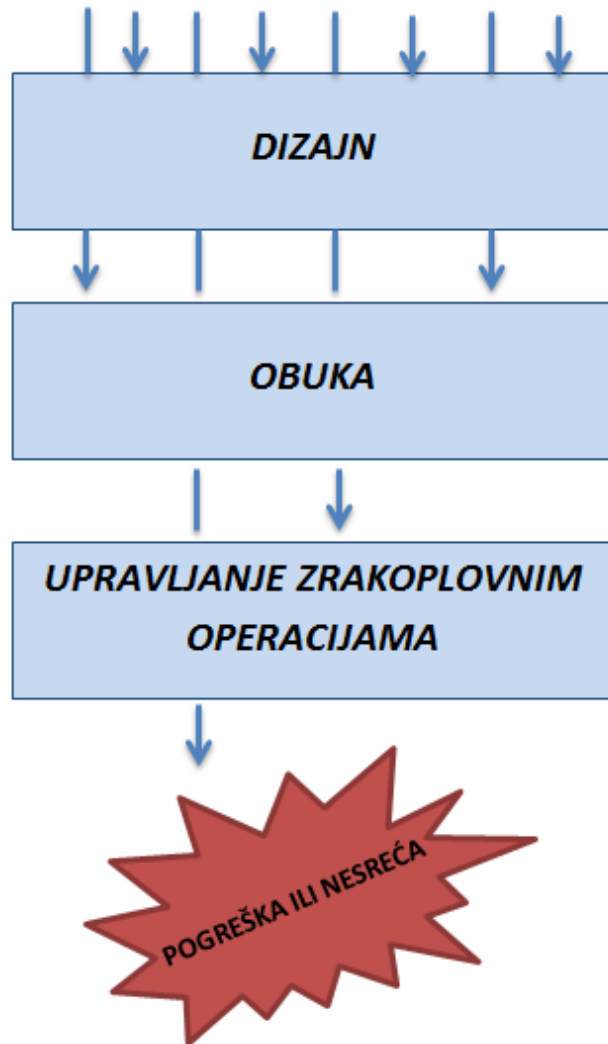 DIZAJN
OBUKA
UPRAVLJANJE ZRAKOPLOVNIM
OPERACIJAMA
POGREŠKA ILI NESREĆA